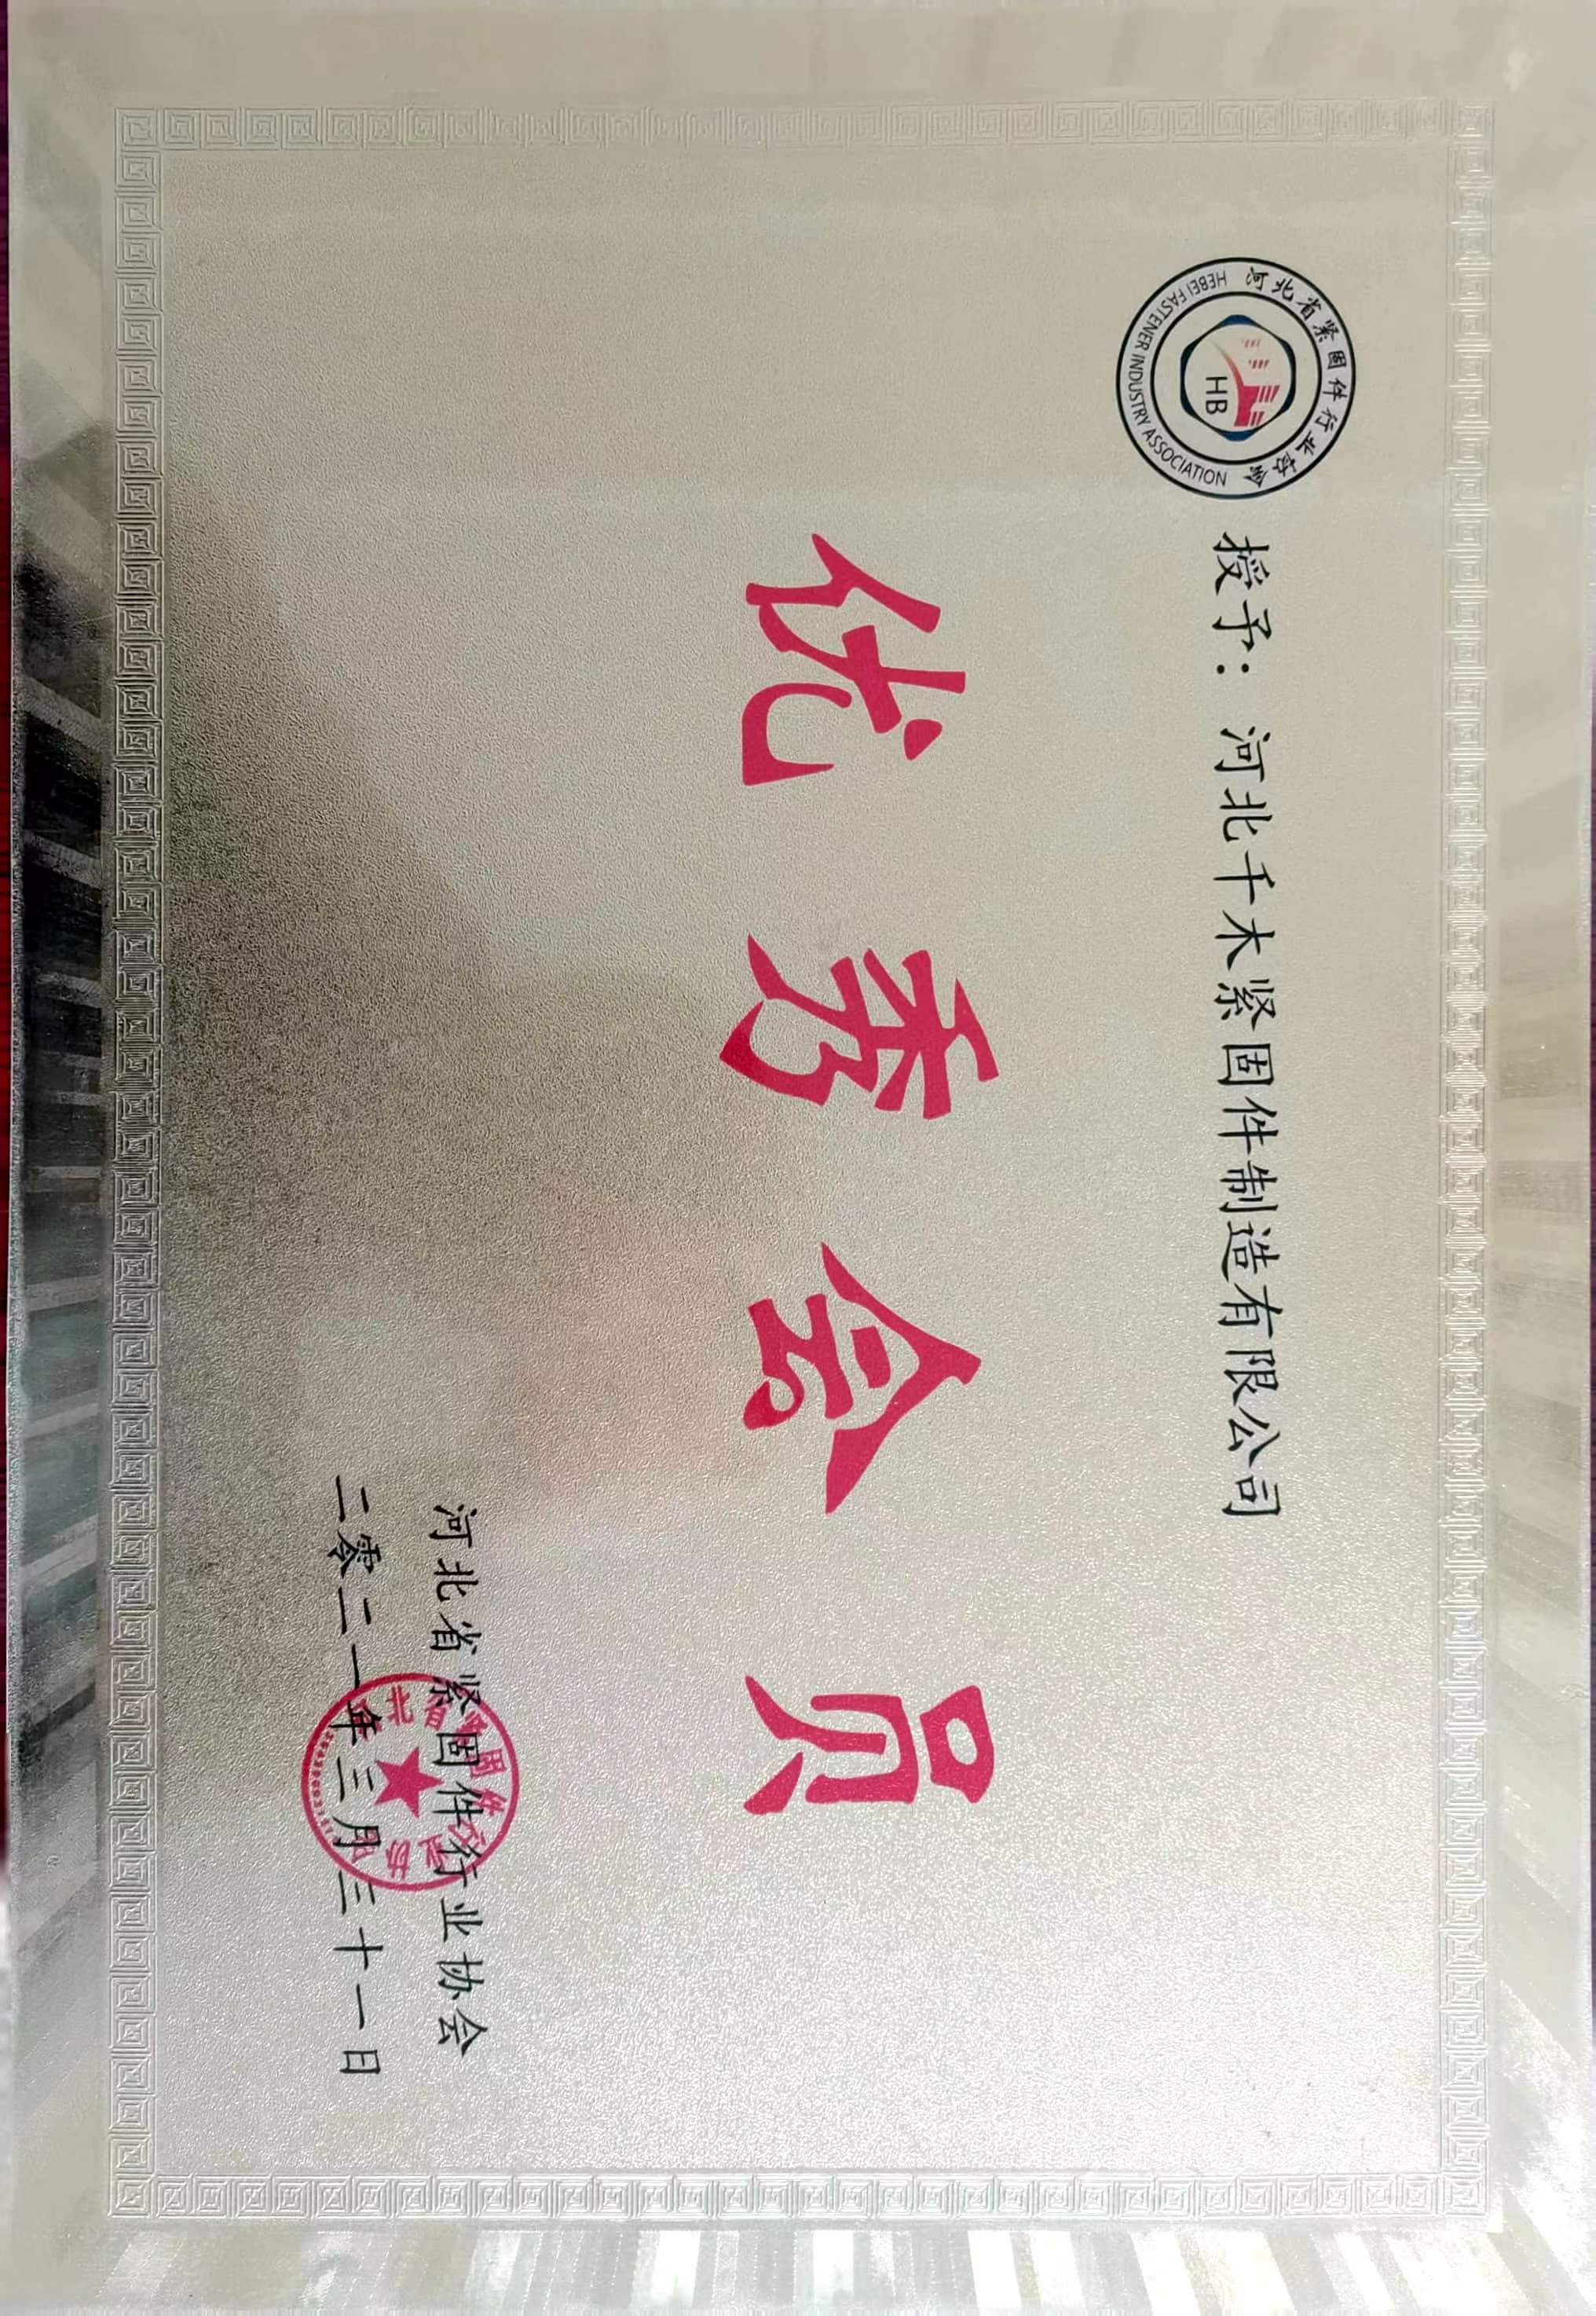 河北省紧固件行业协会
HEBEI FASTENER INDUSTRY ASSOCIATION
HB
授予：河北千木紧固件制造有限公司
优秀会员
河北省紧固件行业协会
二零二一年三月三十一日